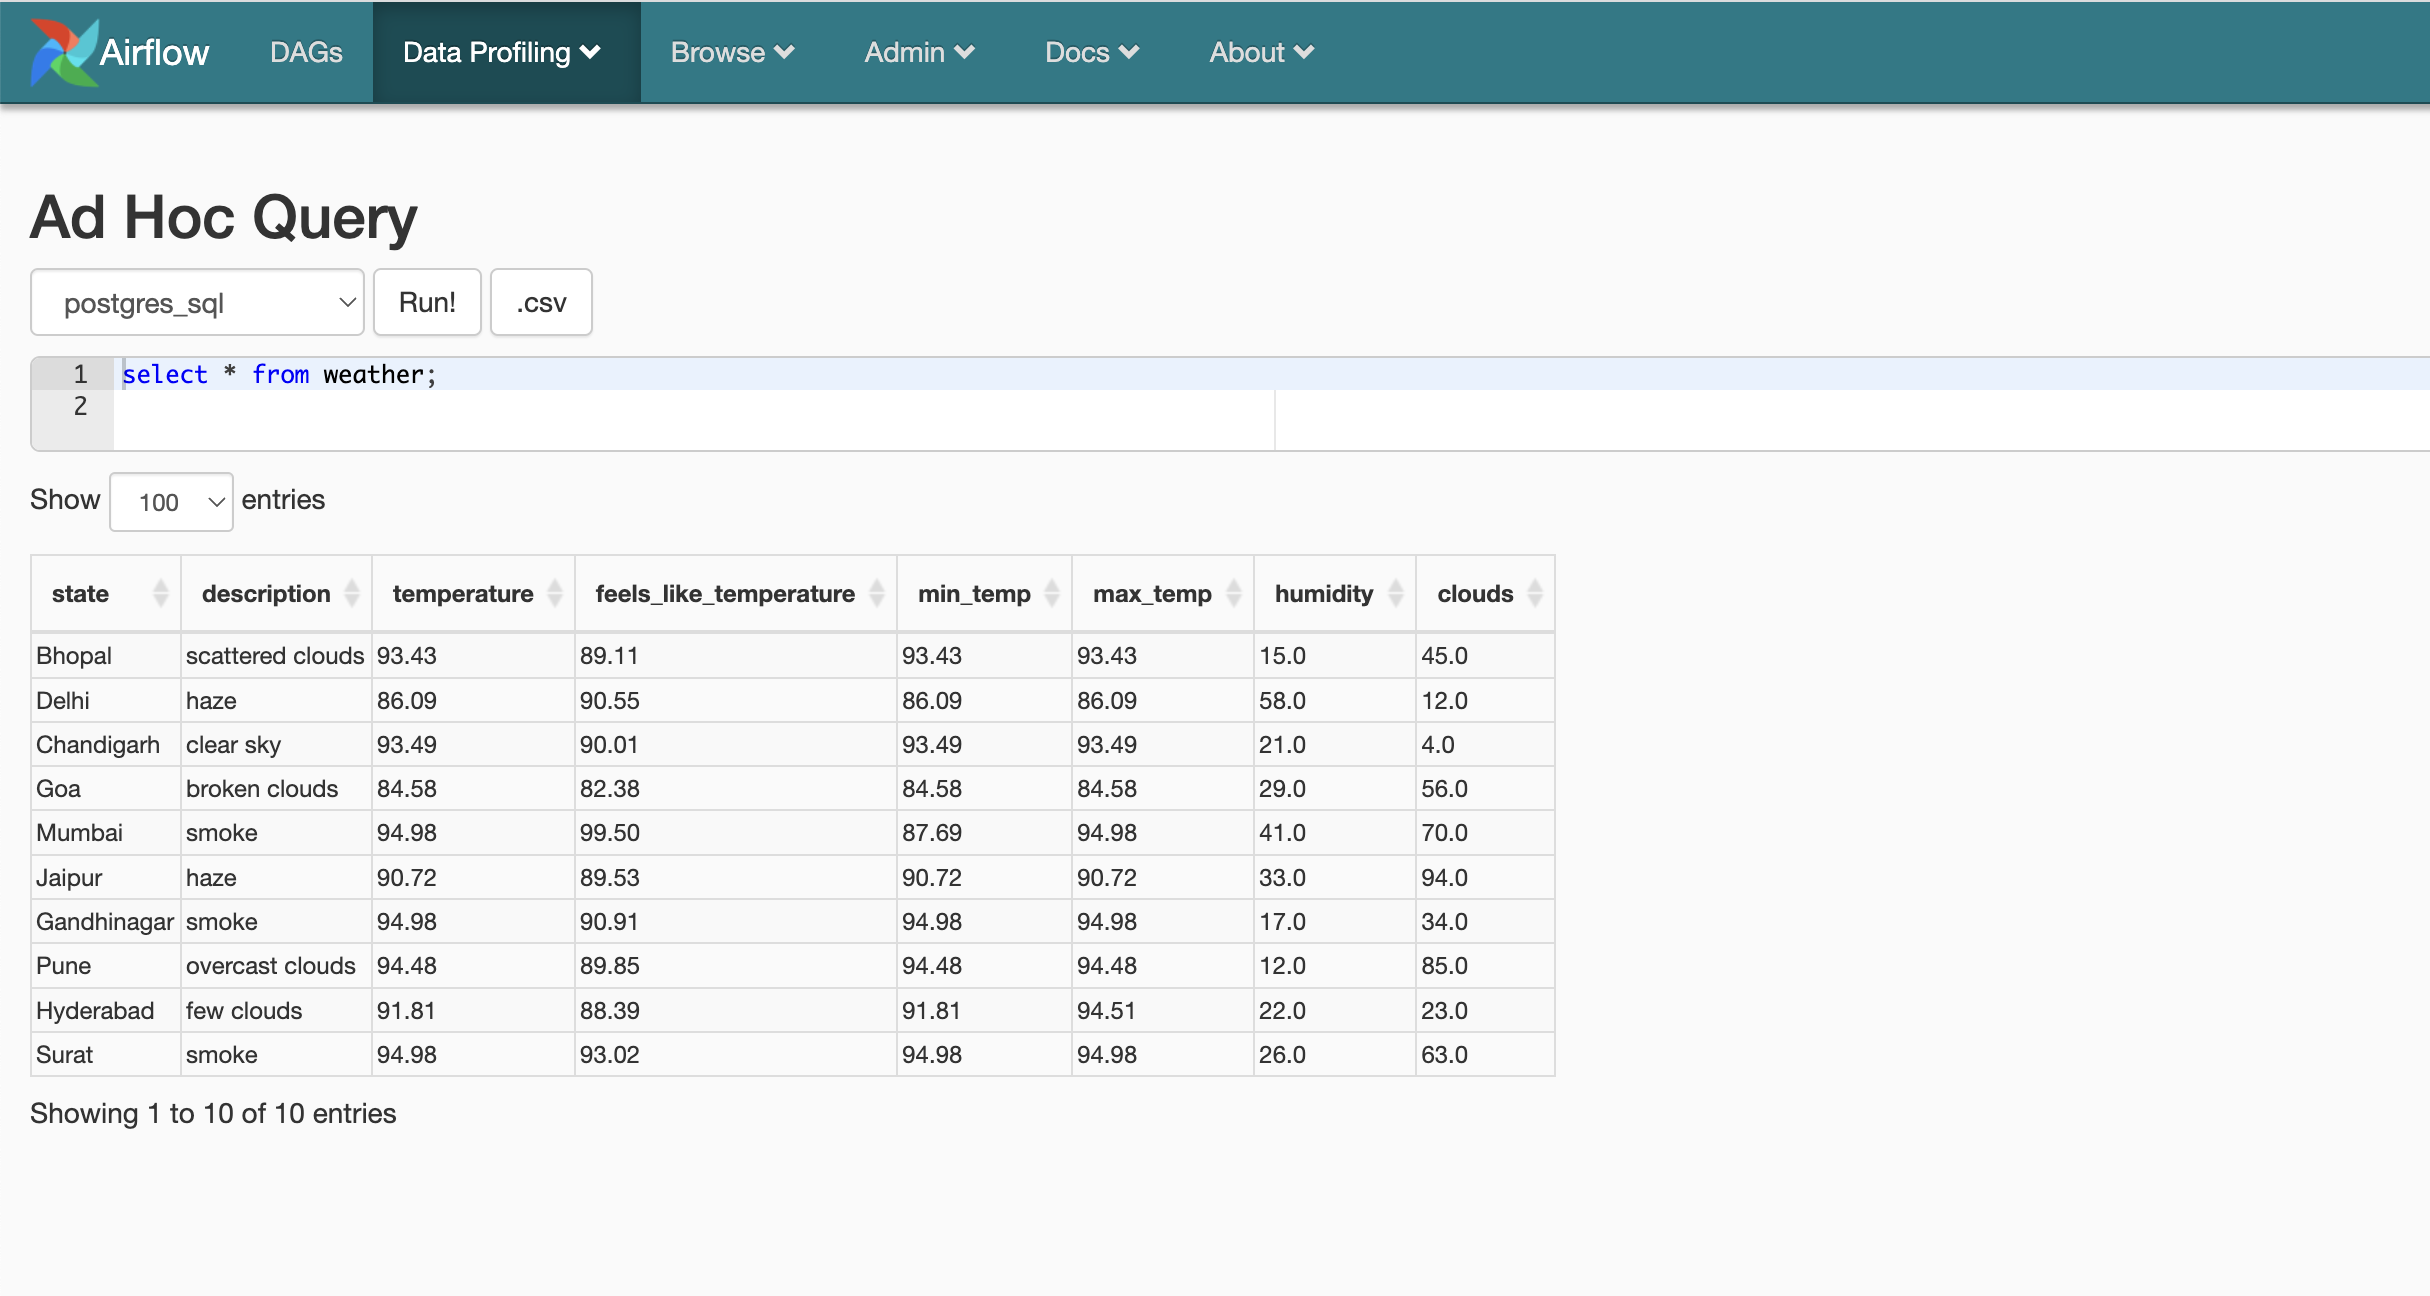 Airflow DAGs Data Profiling Browse Admin Docs About
Ad Hoc Query
postgres_sql Run! .csv
1 select * from weather;
2
Show 100 entries
state description temperature feels_like_temperature min_temp max_temp humidity clouds
Bhopal scattered clouds 93.43 89.11 93.43 93.43 15.0 45.0
Delhi haze 86.09 90.55 86.09 86.09 58.0 12.0
Chandigarh clear sky 93.49 90.01 93.49 93.49 21.0 4.0
Goa broken clouds 84.58 82.38 84.58 84.58 29.0 56.0
Mumbai smoke 94.98 99.50 87.69 94.98 41.0 70.0
Jaipur haze 90.72 89.53 90.72 90.72 33.0 94.0
Gandhinagar smoke 94.98 90.91 94.98 94.98 17.0 34.0
Pune overcast clouds 94.48 89.85 94.48 94.48 12.0 85.0
Hyderabad few clouds 91.81 88.39 91.81 94.51 22.0 23.0
Surat smoke 94.98 93.02 94.98 94.98 26.0 63.0
Showing 1 to 10 of 10 entries